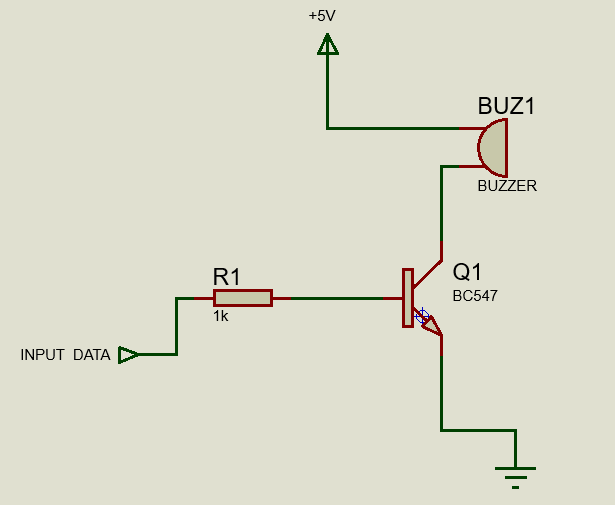 +5V
BUZ1
BUZZER
R1
1k
Q1
BC547
INPUT DATA